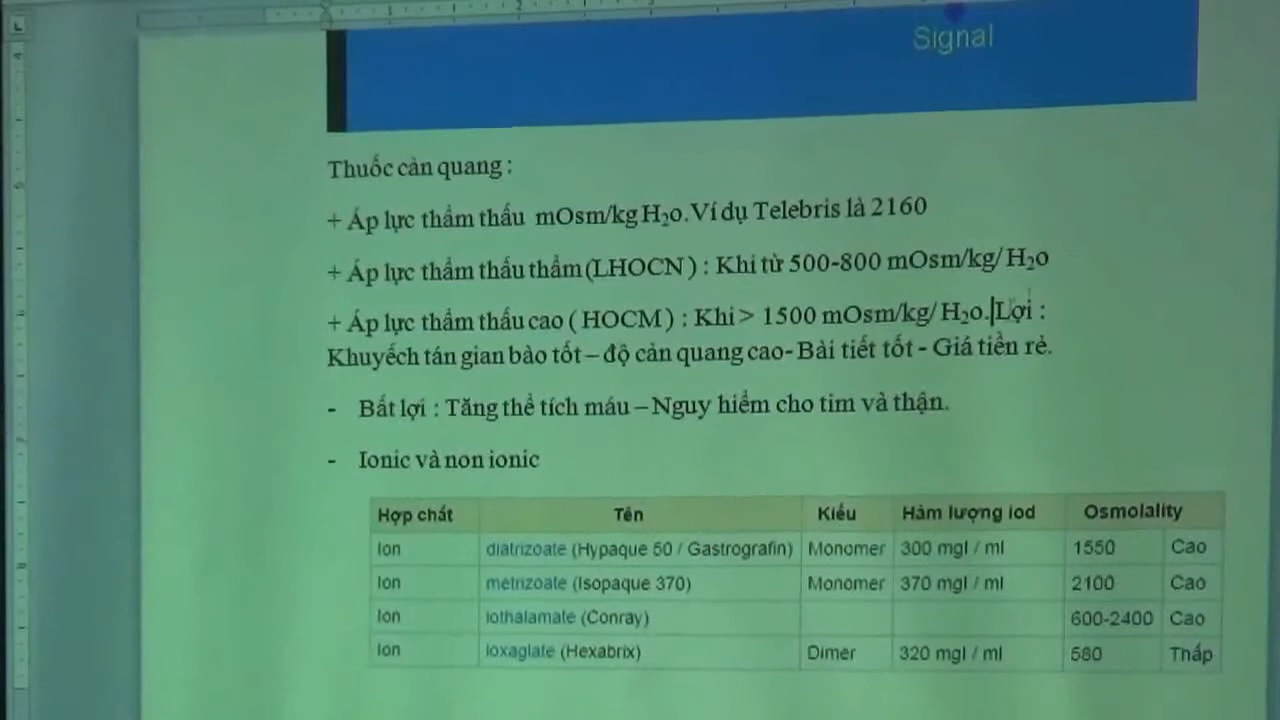 Signal
Thuốc cản quang :
+ Áp lực thẩm thấu mOsm/kg H₂o.Ví dụ Telebris là 2160
+ Áp lực thẩm thấu thẩm(LHOCN ) : Khi từ 500-800 mOsm/kg/ H₂o
+ Áp lực thẩm thấu cao ( HOCM ) : Khi > 1500 mOsm/kg/ H₂o.Lợi :
Khuyếch tán gian bào tốt – độ cản quang cao- Bài tiết tốt - Giá tiền rẻ.
- Bất lợi : Tăng thể tích máu – Nguy hiểm cho tim và thận.
- Ionic và non ionic
Hợp chất Tên Kiểu Hàm lượng iod Osmolality
Ion diatrizoate (Hypaque 50 / Gastrografin) Monomer 300 mgI / ml 1550 Cao
Ion metrizoate (Isopaque 370) Monomer 370 mgI / ml 2100 Cao
Ion iothalamate (Conray) 600-2400 Cao
Ion ioxaglate (Hexabrix) Dimer 320 mgI / ml 580 Thấp